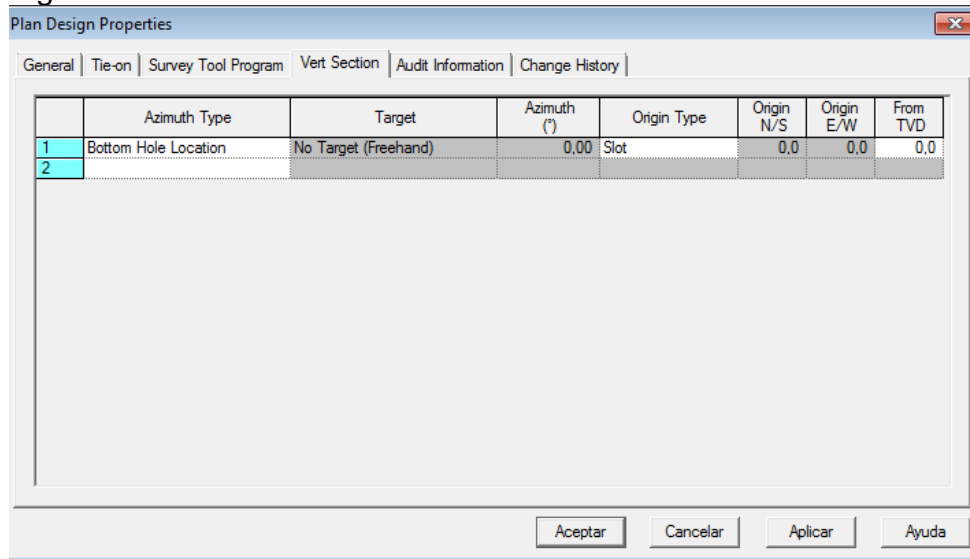 Plan Design Properties
General Tie-on Survey Tool Program Vert Section Audit Information Change History
Azimuth Type Target Azimuth (°) Origin Type Origin N/S Origin E/W From TVD
1 Bottom Hole Location No Target (Freehand) 0,00 Slot 0,0 0,0 0,0
2
Aceptar Cancelar Aplicar Ayuda